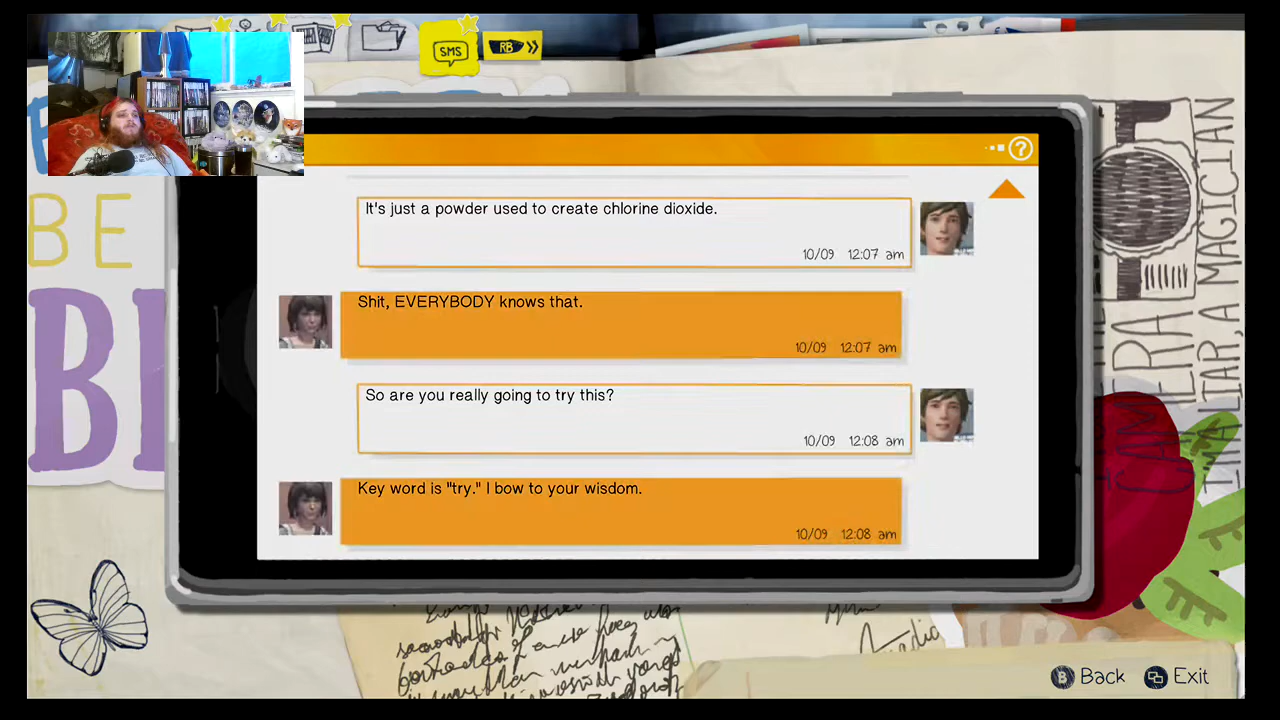 SMS
RB
BE
It's just a powder used to create chlorine dioxide.
10/09 12:07 am
Shit, EVERYBODY knows that.
10/09 12:07 am
So are you really going to try this?
10/09 12:08 am
Key word is "try." I bow to your wisdom.
10/09 12:08 am
?
A MAGICIAN
B Back
Exit